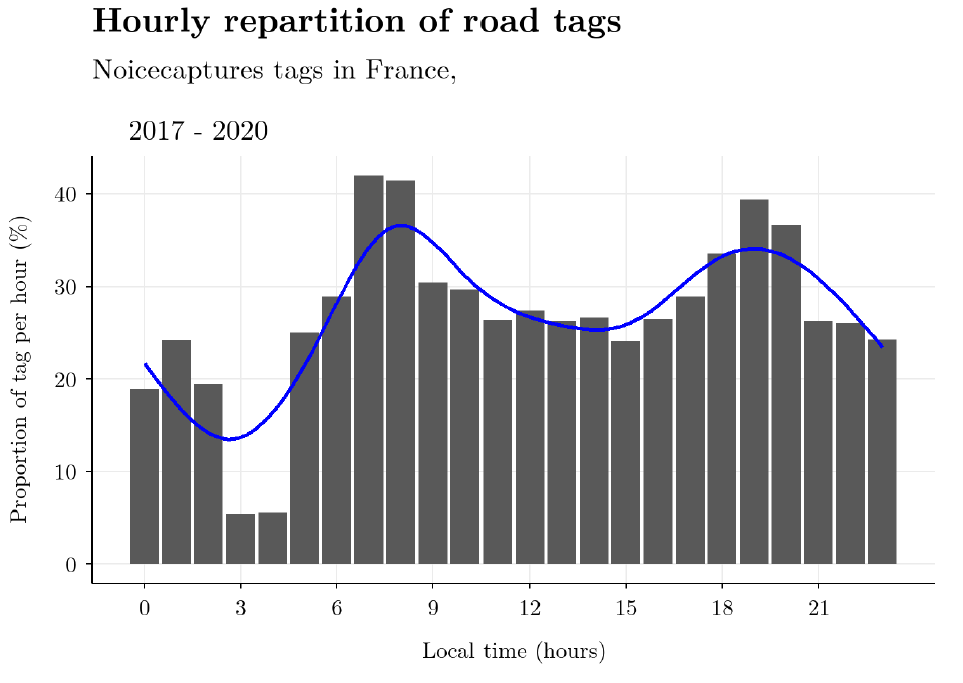 Hourly repartition of road tags
Noicecaptures tags in France,
2017 - 2020
Proportion of tag per hour (%)
40
30
20
10
0
0 3 6 9 12 15 18 21
Local time (hours)